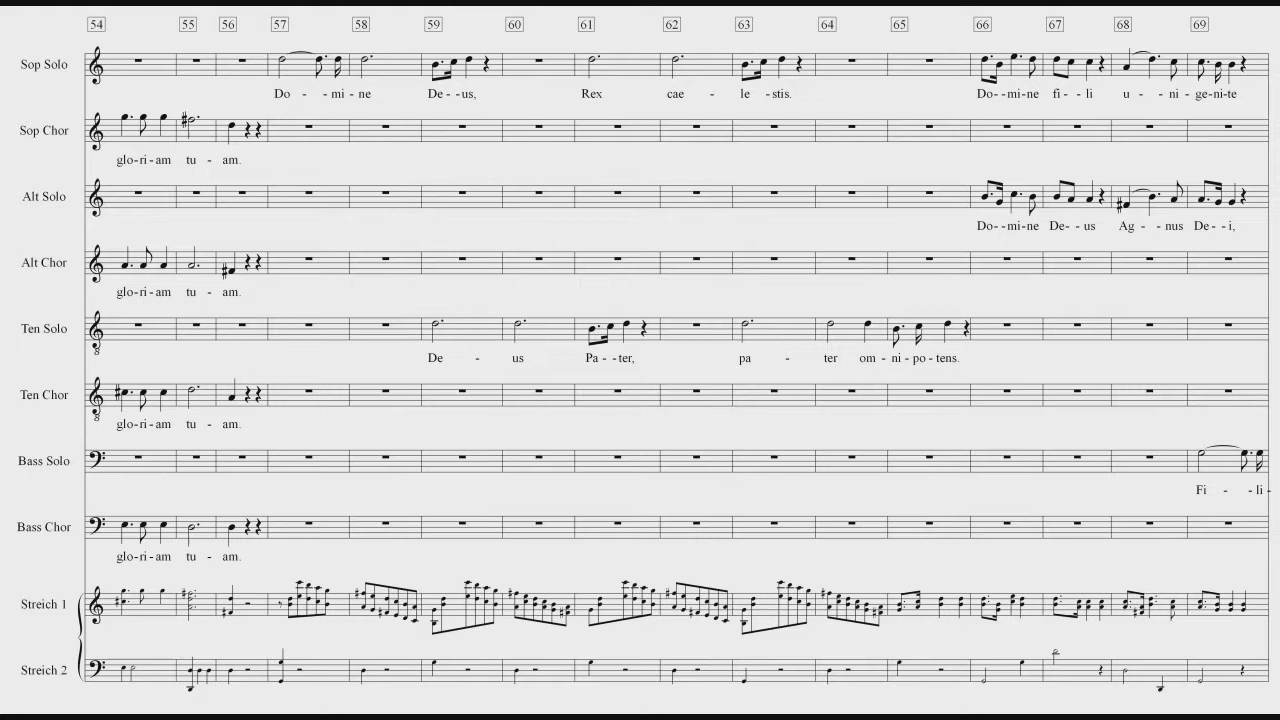 54 55 56 57 58 59 60 61 62 63 64 65 66 67 68 69
Sop Solo
Do - - mi - ne De - - us, Rex cae - le - stis. Do - - mi - ne fi - - li u - - ni - ge - ni - te
Sop Chor
glo - ri - am tu - am.
Alt Solo
Do - - mi - ne De - - us Ag - - nus De - - i,
Alt Chor
glo - ri - am tu - am.
Ten Solo
De - us Pa - - ter, pa - ter om - ni - po - tens.
Ten Chor
glo - ri - am tu - am.
Bass Solo
Fi - - li -
Bass Chor
glo - ri - am tu - am.
Streich 1
Streich 2